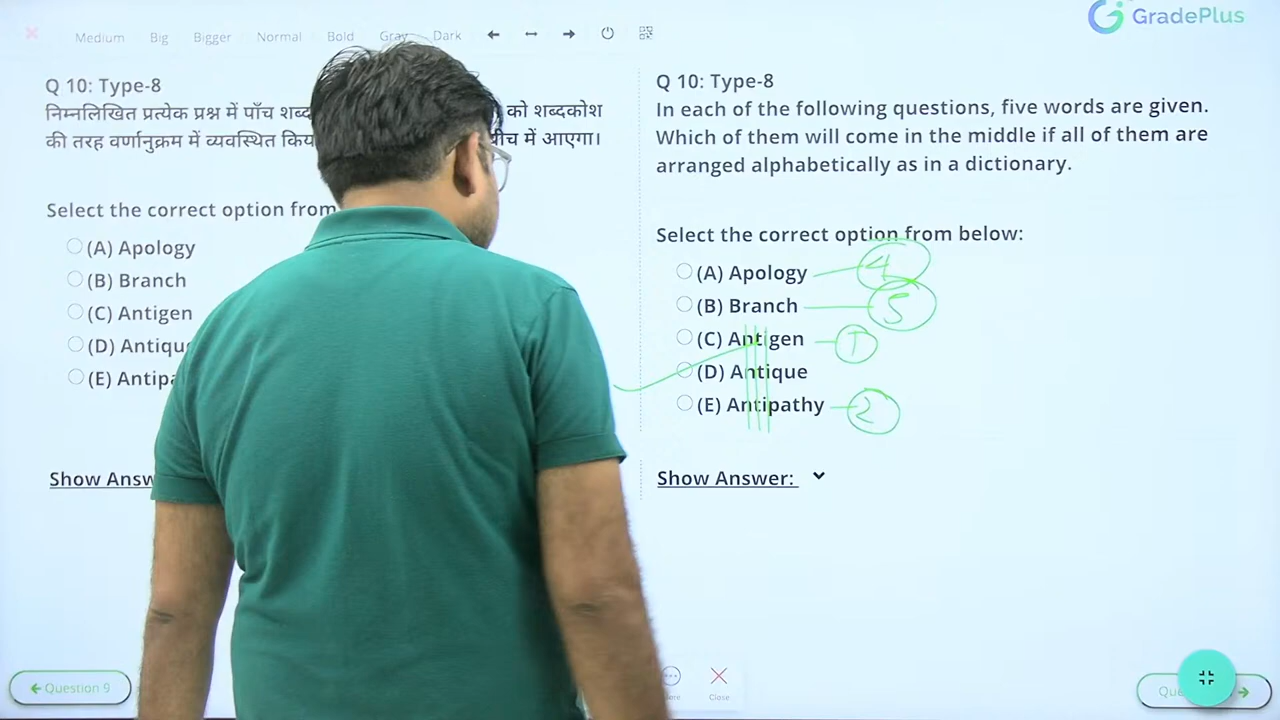 GradePlus
Medium Big Bigger Normal Bold Gray Dark
Q 10: Type-8
निम्नलिखित प्रत्येक प्रश्न में पाँच शब्द को शब्दकोश
की तरह वर्णानुक्रम में व्यवस्थित में आएगा।
Select the correct option from
(A) Apology
(B) Branch
(C) Antigen
(D)
(E)
Show
Q 10: Type-8
In each of the following questions, five words are given.
Which of them will come in the middle if all of them are
arranged alphabetically as in a dictionary.
Select the correct option from below:
(A) Apology 4
(B) Branch 5
(C) Antigen 1
(D) Antique
(E) Antipathy 2
Show Answer:
Question 9
Close